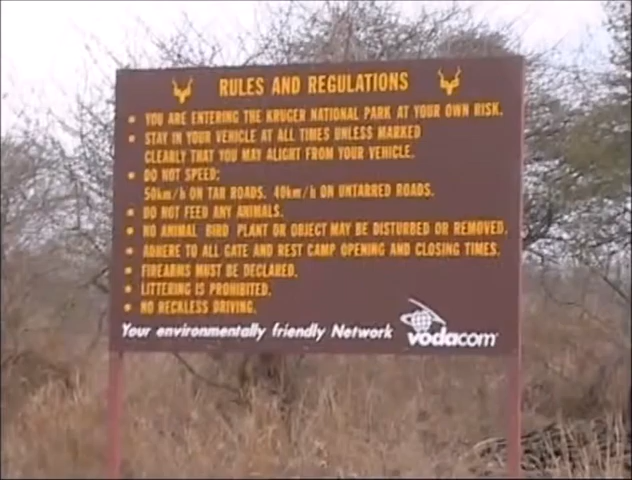 RULES AND REGULATIONS
• YOU ARE ENTERING THE KRUGER NATIONAL PARK AT YOUR OWN RISK.
• STAY IN YOUR VEHICLE AT ALL TIMES UNLESS MARKED
CLEARLY THAT YOU MAY ALIGHT FROM YOUR VEHICLE.
• DO NOT SPEED;
50km/h ON TAR ROADS. 40km/h ON UNTARRED ROADS.
• DO NOT FEED ANY ANIMALS.
• NO ANIMAL BIRD PLANT OR OBJECT MAY BE DISTURBED OR REMOVED.
• ADHERE TO ALL GATE AND REST CAMP OPENING AND CLOSING TIMES.
• FIREARMS MUST BE DECLARED.
• LITTERING IS PROHIBITED.
• NO RECKLESS DRIVING.
Your environmentally friendly Network vodacom